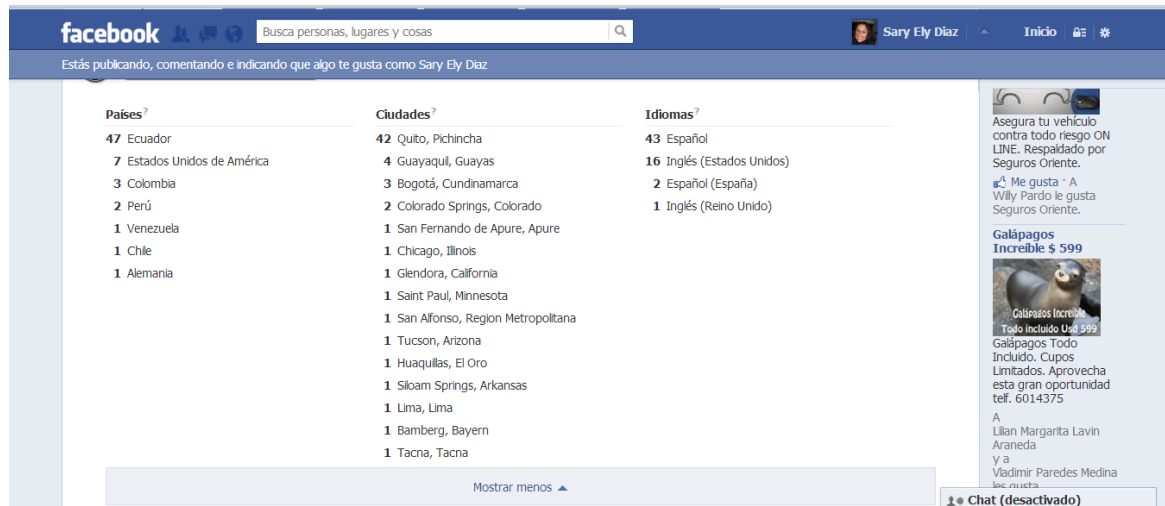 facebook
Busca personas, lugares y cosas
Sary Ely Diaz
Inicio
Estás publicando, comentando e indicando que algo te gusta como Sary Ely Diaz
Países?
47 Ecuador
7 Estados Unidos de América
3 Colombia
2 Perú
1 Venezuela
1 Chile
1 Alemania
Ciudades?
42 Quito, Pichincha
4 Guayaquil, Guayas
3 Bogotá, Cundinamarca
2 Colorado Springs, Colorado
1 San Fernando de Apure, Apure
1 Chicago, Illinois
1 Glendora, California
1 Saint Paul, Minnesota
1 San Alfonso, Region Metropolitana
1 Tucson, Arizona
1 Huaquillas, El Oro
1 Siloam Springs, Arkansas
1 Lima, Lima
1 Bamberg, Bayern
1 Tacna, Tacna
Idiomas?
43 Español
16 Inglés (Estados Unidos)
2 Español (España)
1 Inglés (Reino Unido)
Mostrar menos
Asegura tu vehículo
contra todo riesgo ON
LINE. Respaldado por
Seguros Oriente.
Me gusta · A
Willy Pardo le gusta
Seguros Oriente.
Galápagos
Increíble $ 599
Galápagos Increíble
Todo incluido Usd 599
Galápagos Todo
Incluido. Cupos
Limitados. Aprovecha
esta gran oportunidad
telf. 6014375
A
Lilian Margarita Lavin
Araneda
y a
Vladimir Paredes Medina
les gusta
Chat (desactivado)